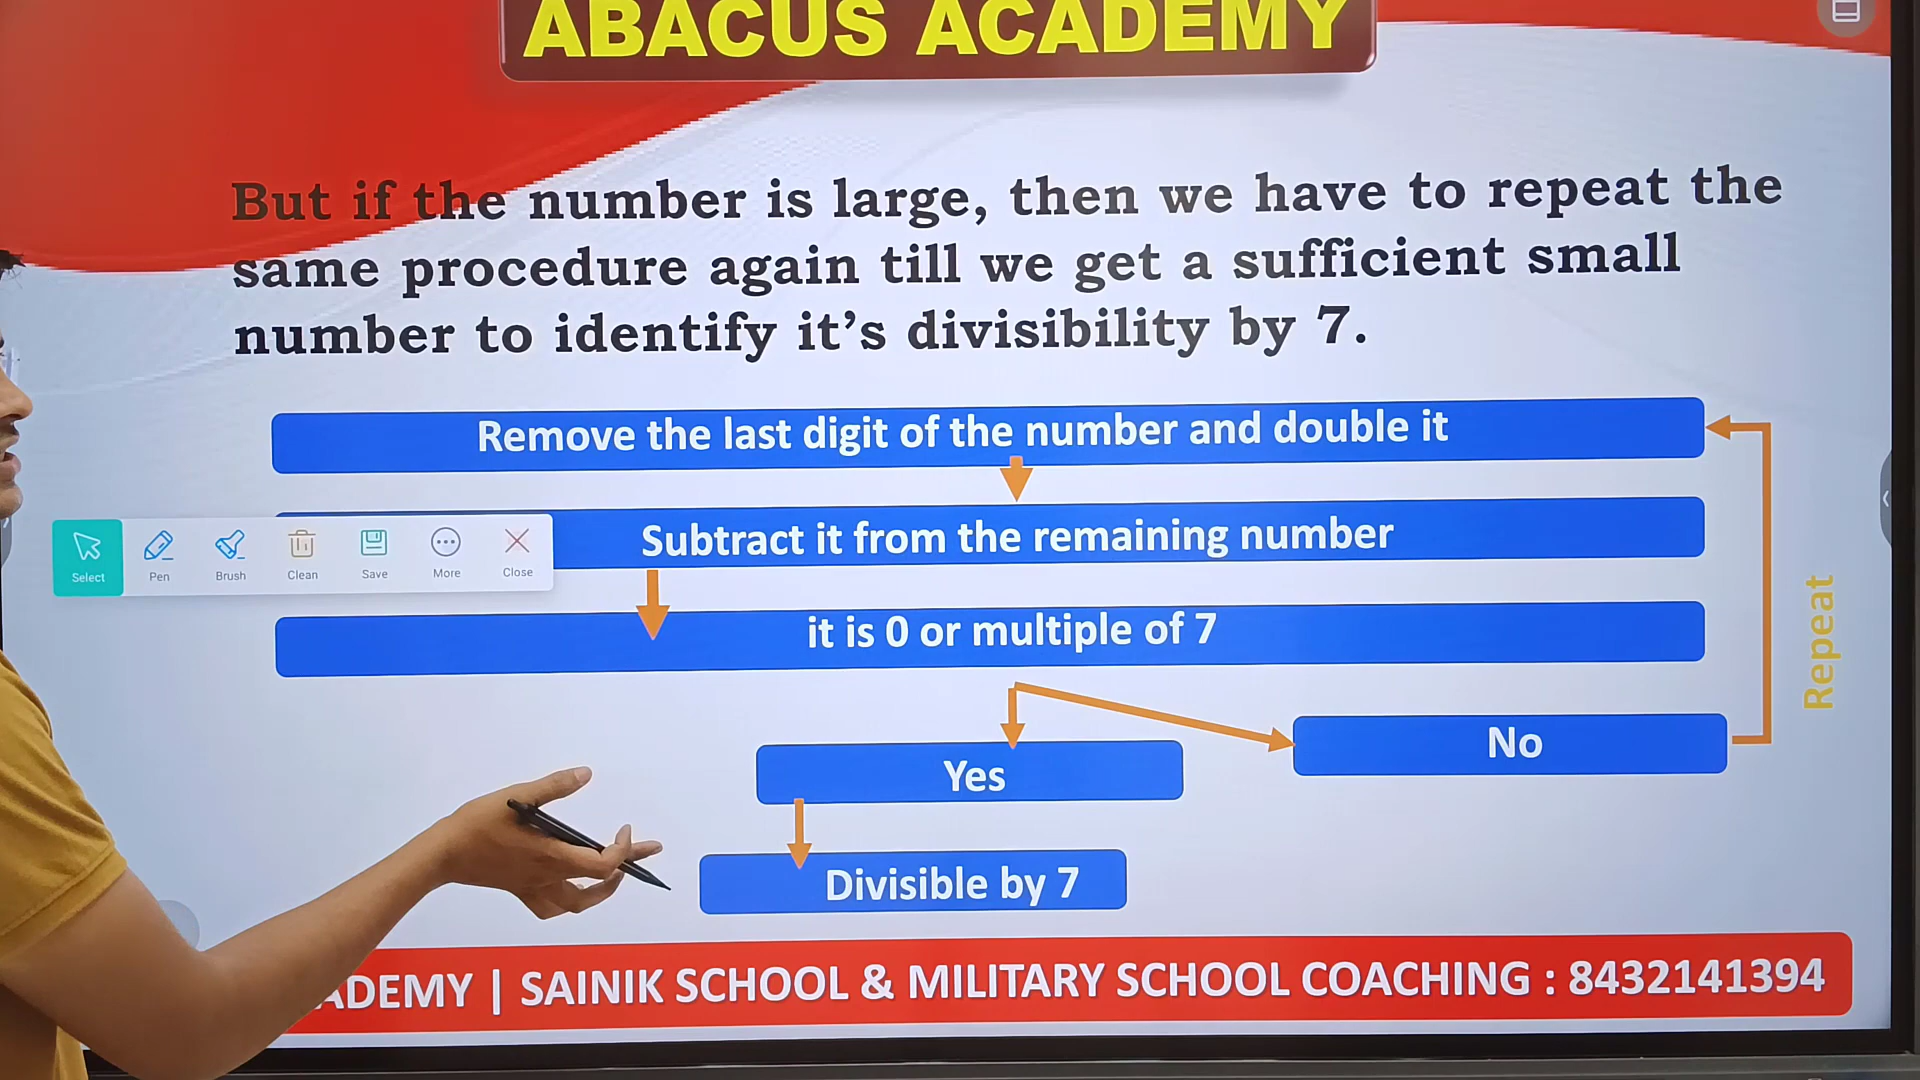 ABACUS ACADEMY
But if the number is large, then we have to repeat the
same procedure again till we get a sufficient small
number to identify it's divisibility by 7.
Remove the last digit of the number and double it
Subtract it from the remaining number
Select Pen Brush Clean Save More Close
it is 0 or multiple of 7
Repeat
No
Yes
Divisible by 7
ADEMY | SAINIK SCHOOL & MILITARY SCHOOL COACHING : 8432141394